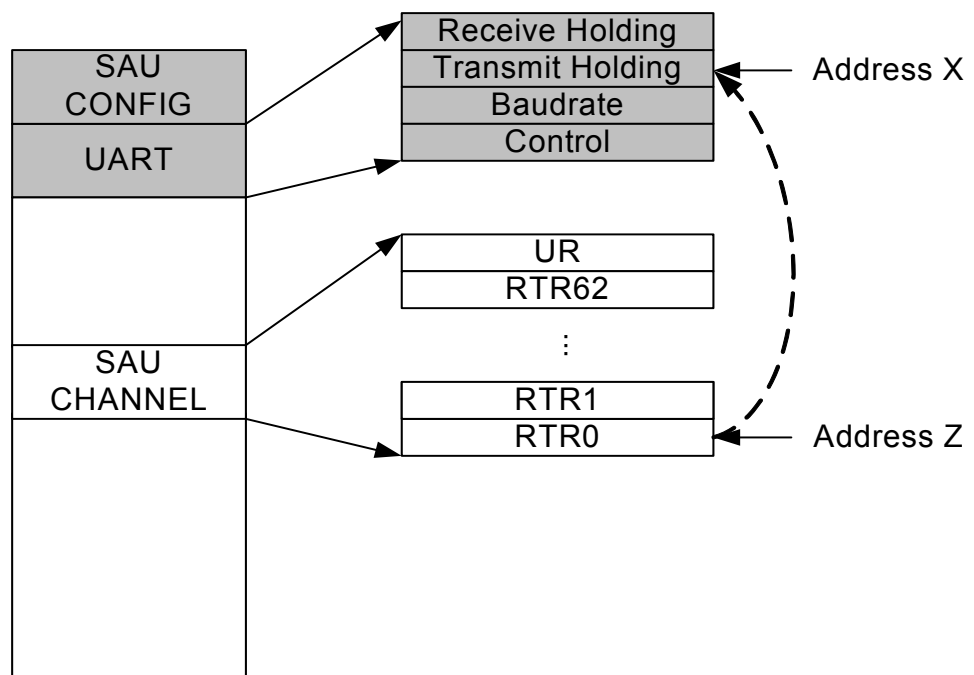 SAU
CONFIG
UART
SAU
CHANNEL
Receive Holding
Transmit Holding
Baudrate
Control
UR
RTR62
...
RTR1
RTR0
Address X
Address Z